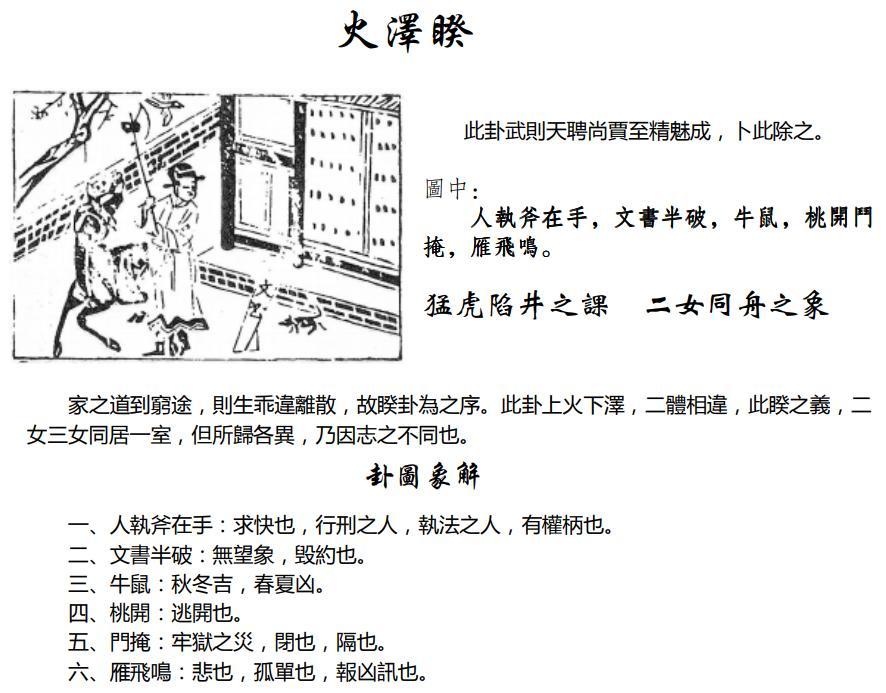 火澤睽
此卦武則天聘尚賈至精魅成，卜此除之。
圖中：
人執斧在手，文書半破，牛鼠，桃開門
掩，雁飛鳴。
猛虎陷井之課　二女同舟之象
文
家之道到窮途，則生乖違離散，故睽卦為之序。此卦上火下澤，二體相違，此睽之義，二
女三女同居一室，但所歸各異，乃因志之不同也。
卦圖象解
一、人執斧在手：求快也，行刑之人，執法之人，有權柄也。
二、文書半破：無望象，毀約也。
三、牛鼠：秋冬吉，春夏凶。
四、桃開：逃開也。
五、門掩：牢獄之災，閉也，隔也。
六、雁飛鳴：悲也，孤單也，報凶訊也。